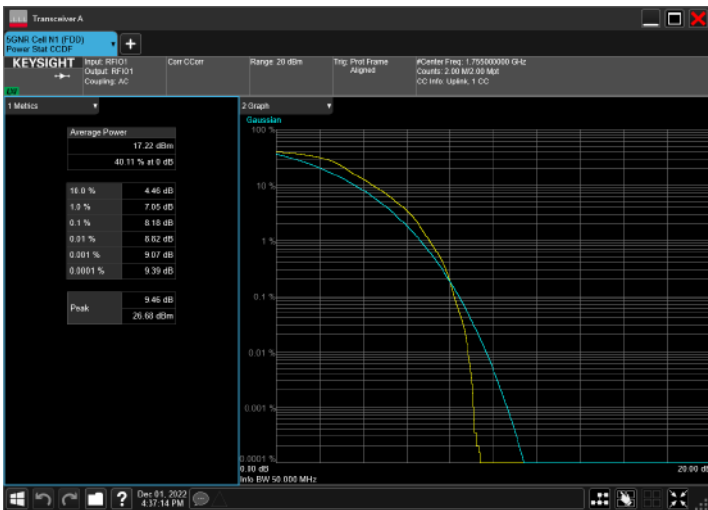 Transceiver A
5GNR Cell N1 (FDD)
Power Stat CCDF
KEYSIGHT
Input: RFIO1
Output: RFIO1
Coupling: AC
Corr CCorr
Range: 20 dBm
Trig: Prot Frame
Aligned
#Center Freq: 1.755000000 GHz
Counts: 2.00 M/2.00 Mpt
CC Info: Uplink, 1 CC
1 Metrics
2 Graph
Average Power
17.22 dBm
40.11 % at 0 dB
10.0 % 4.46 dB
1.0 % 7.05 dB
0.1 % 8.18 dB
0.01 % 8.82 dB
0.001 % 9.07 dB
0.0001 % 9.39 dB
Peak
9.46 dB
26.68 dBm
Gaussian
100 %
10 %
1 %
0.1 %
0.01 %
0.001 %
0.0001 %
0.00 dB
20.00 dB
Info BW 50.000 MHz
Dec 01, 2022
4:37:14 PM